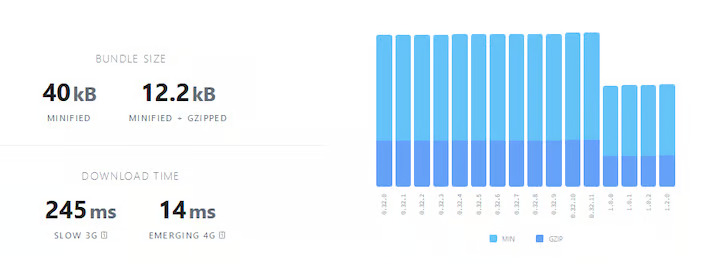 BUNDLE SIZE
40 kB 12.2 kB
MINIFIED MINIFIED + GZIPPED
DOWNLOAD TIME
245 ms 14 ms
SLOW 3G EMERGING 4G
0.32.0 0.32.1 0.32.2 0.32.3 0.32.4 0.32.5 0.32.6 0.32.7 0.32.8 0.32.9 0.32.10 0.32.11 1.0.0 1.0.1 1.0.2 1.2.0
MIN GZIP